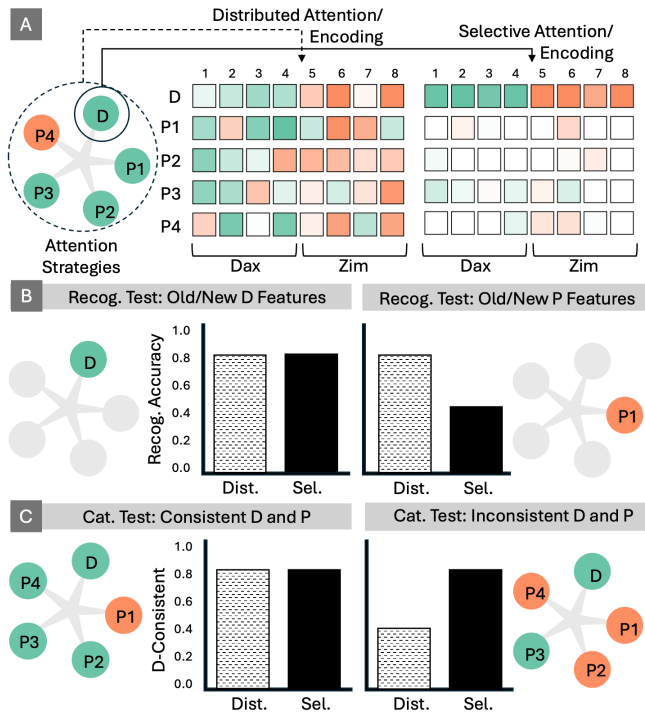 A
Distributed Attention/
Encoding
Selective Attention/
Encoding
1 2 3 4 5 6 7 8
1 2 3 4 5 6 7 8
D
P4
P1
P3
P2
Attention
Strategies
D
P1
P2
P3
P4
Dax
Zim
Dax
Zim
B
Recog. Test: Old/New D Features
Recog. Test: Old/New P Features
D
Recog. Accuracy
1.0
0.8
0.6
0.4
0.2
0.0
Dist.
Sel.
Dist.
Sel.
P1
C
Cat. Test: Consistent D and P
Cat. Test: Inconsistent D and P
D
P4
P1
P3
P2
D-Consistent
1.0
0.8
0.6
0.4
0.2
0.0
Dist.
Sel.
Dist.
Sel.
D
P4
P1
P3
P2